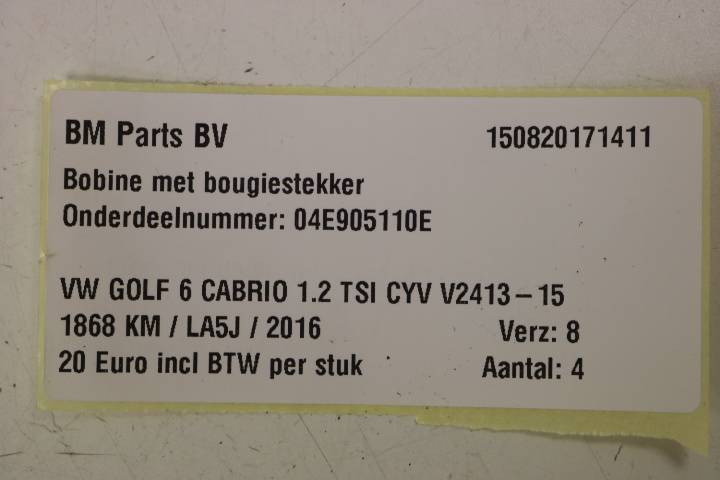 BM Parts BV 150820171411
Bobine met bougiestekker
Onderdeelnummer: 04E905110E
VW GOLF 6 CABRIO 1.2 TSI CYV V2413 – 15
1868 KM / LA5J / 2016 Verz: 8
20 Euro incl BTW per stuk Aantal: 4